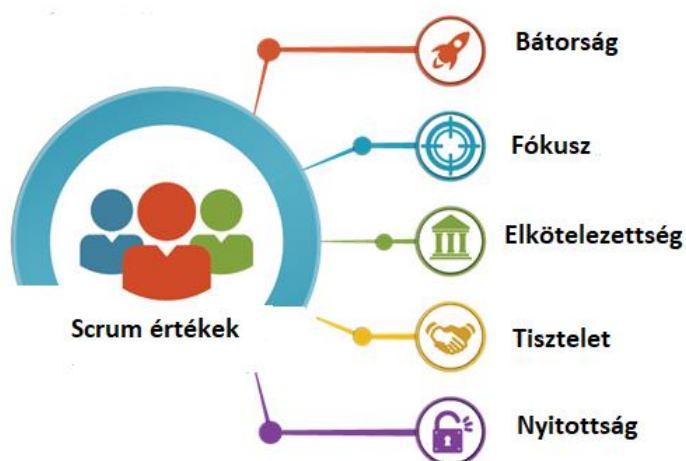 Bátorság
Fókusz
Elkötelezettség
Scrum értékek
Tisztelet
Nyitottság